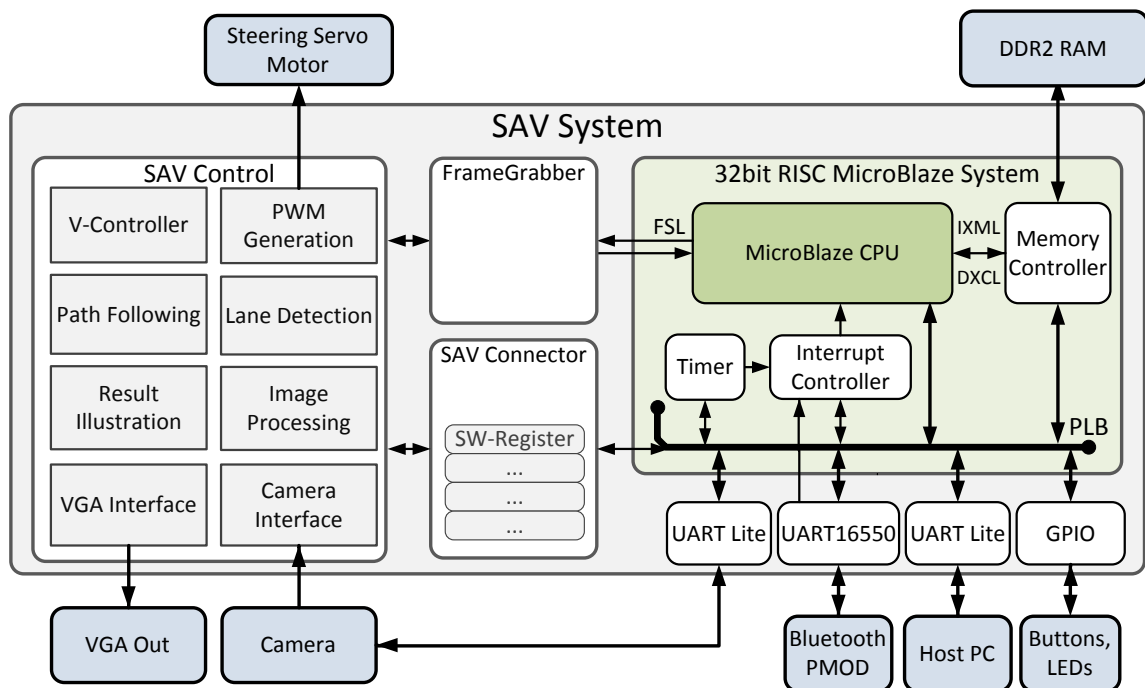 Steering Servo
Motor
DDR2 RAM
SAV System
SAV Control
V-Controller
PWM
Generation
Path Following
Lane Detection
Result
Illustration
Image
Processing
VGA Interface
Camera
Interface
FrameGrabber
SAV Connector
SW-Register
...
...
...
32bit RISC MicroBlaze System
FSL
MicroBlaze CPU
IXML
DXCL
Memory
Controller
Timer
Interrupt
Controller
PLB
UART Lite
UART16550
UART Lite
GPIO
VGA Out
Camera
Bluetooth
PMOD
Host PC
Buttons,
LEDs